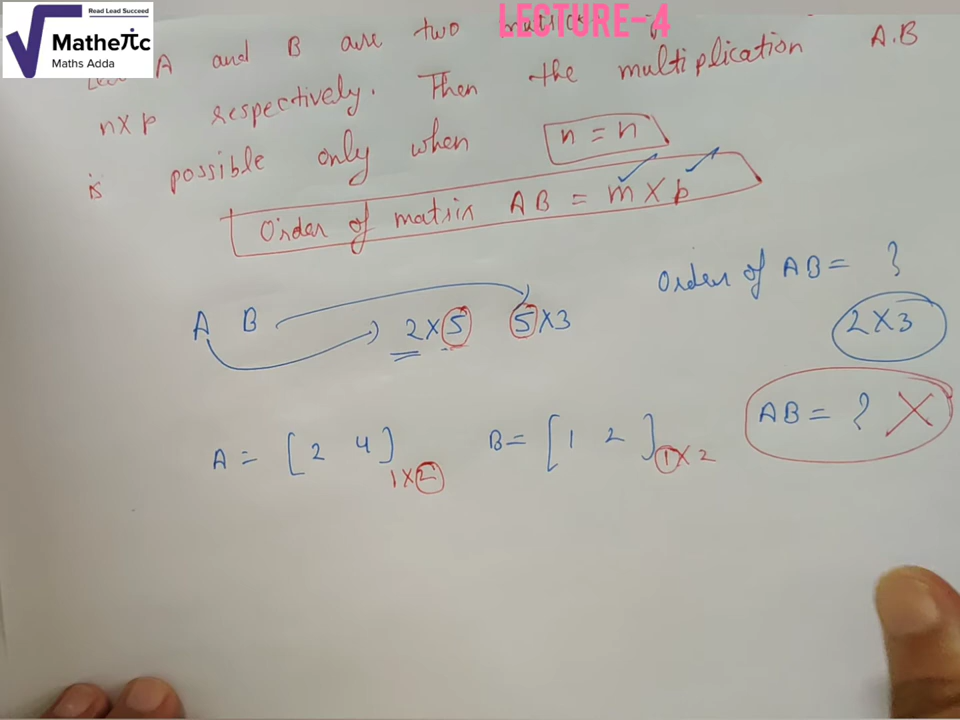 Read Lead Succeed
Matheπc
Maths Adda
LECTURE-4
A and B are two
n×p respectively. Then the multiplication A.B
is possible only when n = n
Order of matrix AB = m×p
Order of AB = ?
A B 2×5 5×3 2×3
AB = ? X
A = [2 4] 1×2 B = [1 2] 1×2